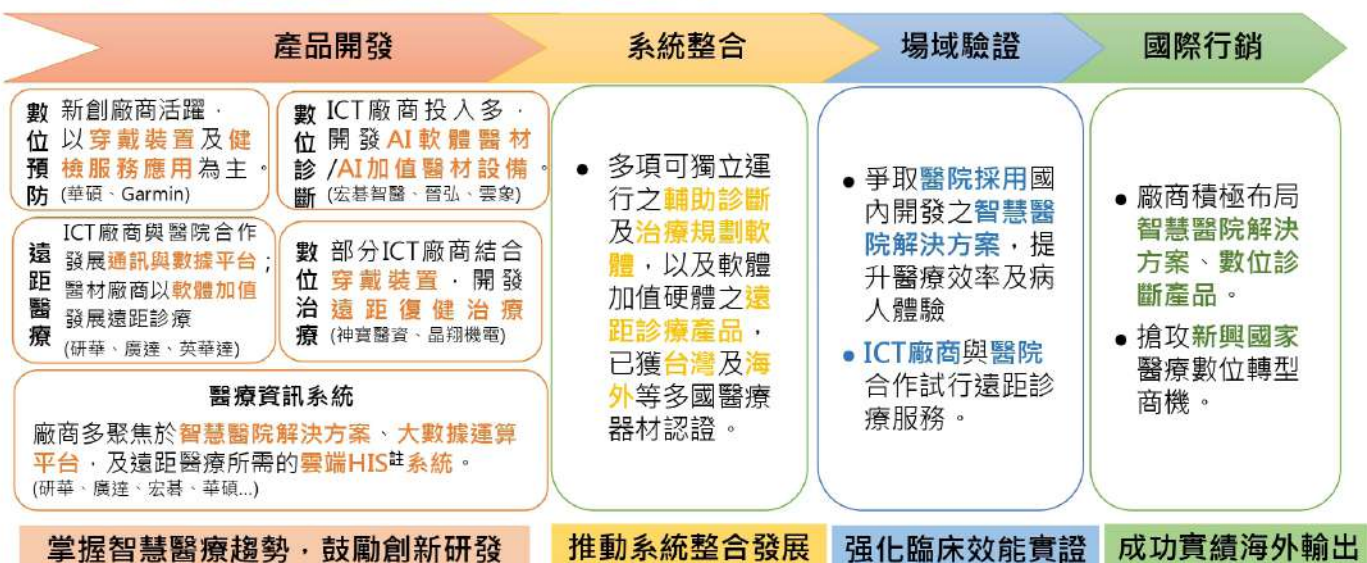 產品開發
系統整合
場域驗證
國際行銷
數位預防
新創廠商活躍，
以穿戴裝置及健
檢服務應用為主。
(華碩、Garmin)
數位診斷
ICT廠商投入多，
開發AI軟體醫材
/AI加值醫材設備。
(宏碁智醫、晉弘、雲象)
遠距醫療
ICT廠商與醫院合作
發展通訊與數據平台；
醫材廠商以軟體加值
發展遠距診療
(研華、廣達、英華達)
數位治療
部分ICT廠商結合
穿戴裝置，開發
遠距復健治療
(神寶醫資、晶翔機電)
醫療資訊系統
廠商多聚焦於智慧醫院解決方案、大數據運算
平台，及遠距醫療所需的雲端HIS註系統。
(研華、廣達、宏碁、華碩...)
● 多項可獨立運
行之輔助診斷
及治療規劃軟
體，以及軟體
加值硬體之遠
距診療產品，
已獲台灣及海
外等多國醫療
器材認證。
● 爭取醫院採用國
內開發之智慧醫
院解決方案，提
升醫療效率及病
人體驗
● ICT廠商與醫院
合作試行遠距診
療服務。
● 廠商積極布局
智慧醫院解決
方案、數位診
斷產品。
● 搶攻新興國家
醫療數位轉型
商機。
掌握智慧醫療趨勢，鼓勵創新研發
推動系統整合發展
强化臨床效能實證
成功實績海外輸出